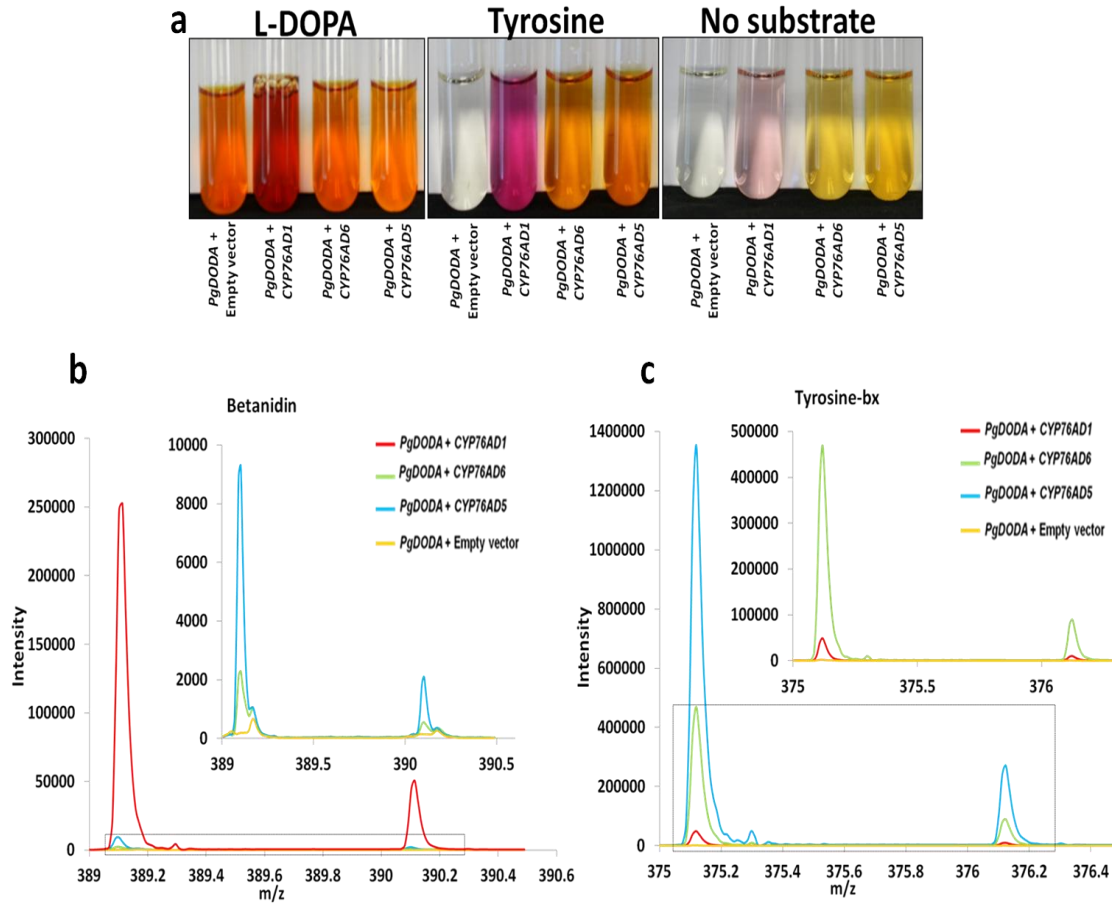 a
L-DOPA
Tyrosine
No substrate
PgDODA +
Empty vector
PgDODA +
CYP76AD1
PgDODA +
CYP76AD6
PgDODA +
CYP76AD5
PgDODA +
Empty vector
PgDODA +
CYP76AD1
PgDODA +
CYP76AD6
PgDODA +
CYP76AD5
PgDODA +
Empty vector
PgDODA +
CYP76AD1
PgDODA +
CYP76AD6
PgDODA +
CYP76AD5
b
Betanidin
300000
250000
200000
150000
100000
50000
0
Intensity
389
389.2
389.4
389.6
389.8
390
390.2
390.4
390.6
m/z
10000
8000
6000
4000
2000
0
389
389.5
390
390.5
PgDODA + CYP76AD1
PgDODA + CYP76AD6
PgDODA + CYP76AD5
PgDODA + Empty vector
c
Tyrosine-bx
1400000
1200000
1000000
800000
600000
400000
200000
0
Intensity
375
375.2
375.4
375.6
375.8
376
376.2
376.4
m/z
500000
400000
300000
200000
100000
0
375
375.5
376
PgDODA + CYP76AD1
PgDODA + CYP76AD6
PgDODA + CYP76AD5
PgDODA + Empty vector